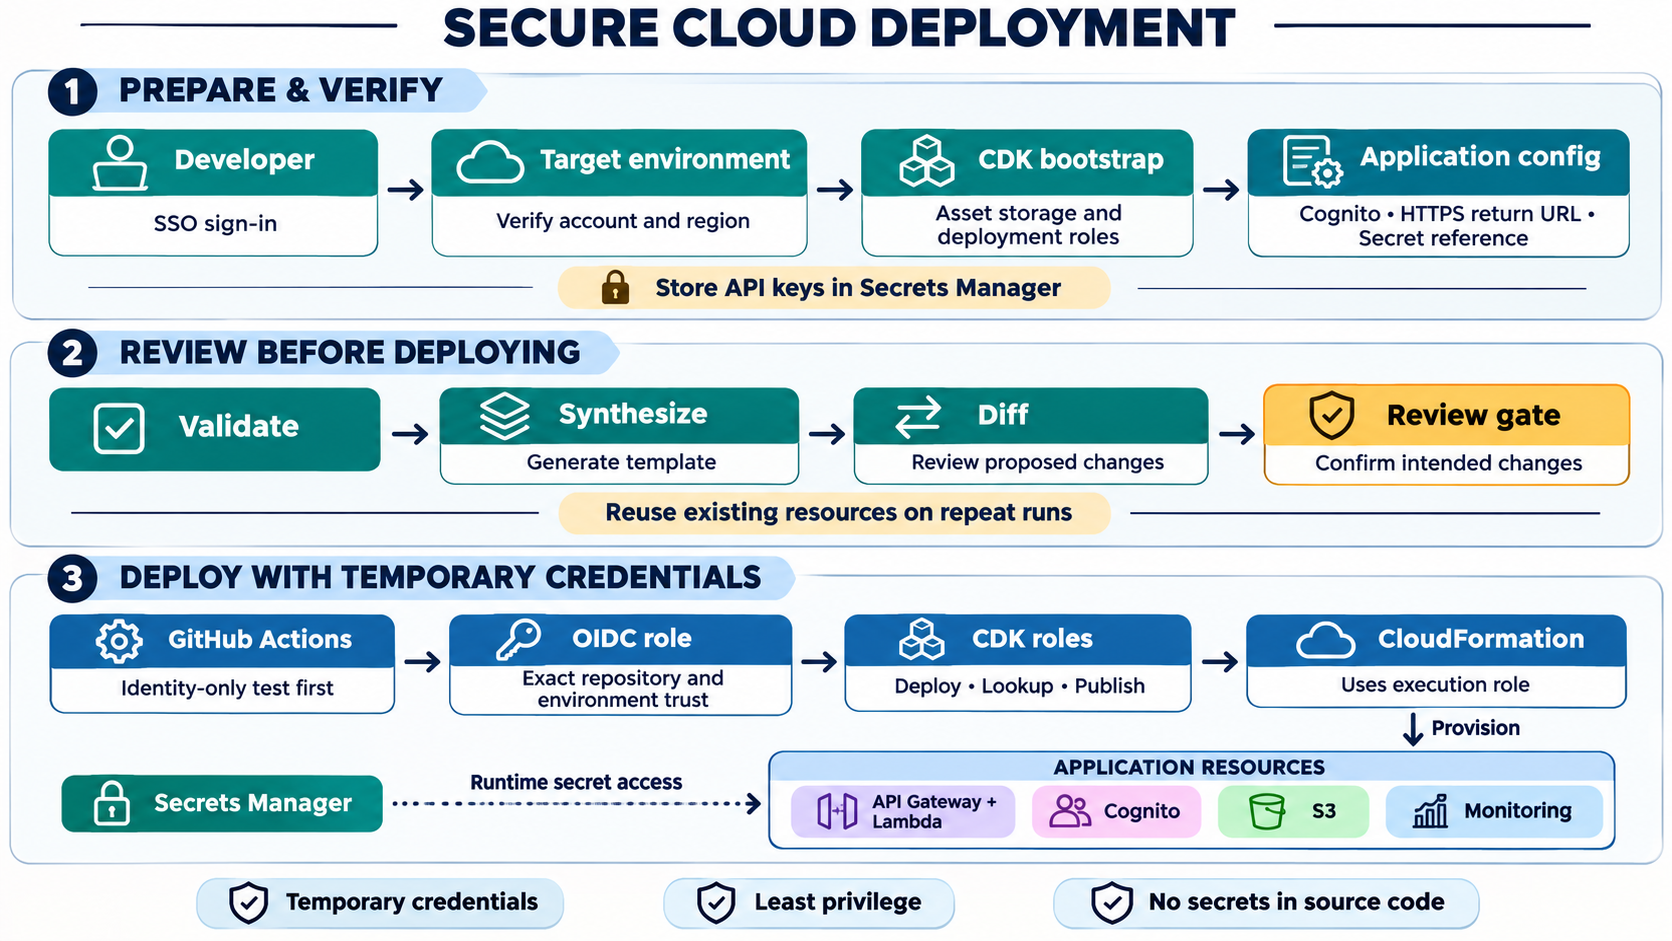 SECURE CLOUD DEPLOYMENT
1 PREPARE & VERIFY
Developer
SSO sign-in
Target environment
Verify account and region
CDK bootstrap
Asset storage and
deployment roles
Application config
Cognito • HTTPS return URL •
Secret reference
Store API keys in Secrets Manager
2 REVIEW BEFORE DEPLOYING
Validate
Synthesize
Generate template
Diff
Review proposed changes
Review gate
Confirm intended changes
Reuse existing resources on repeat runs
3 DEPLOY WITH TEMPORARY CREDENTIALS
GitHub Actions
Identity-only test first
OIDC role
Exact repository and
environment trust
CDK roles
Deploy • Lookup • Publish
CloudFormation
Uses execution role
Provision
Secrets Manager
Runtime secret access
APPLICATION RESOURCES
API Gateway +
Lambda
Cognito
S3
Monitoring
Temporary credentials
Least privilege
No secrets in source code